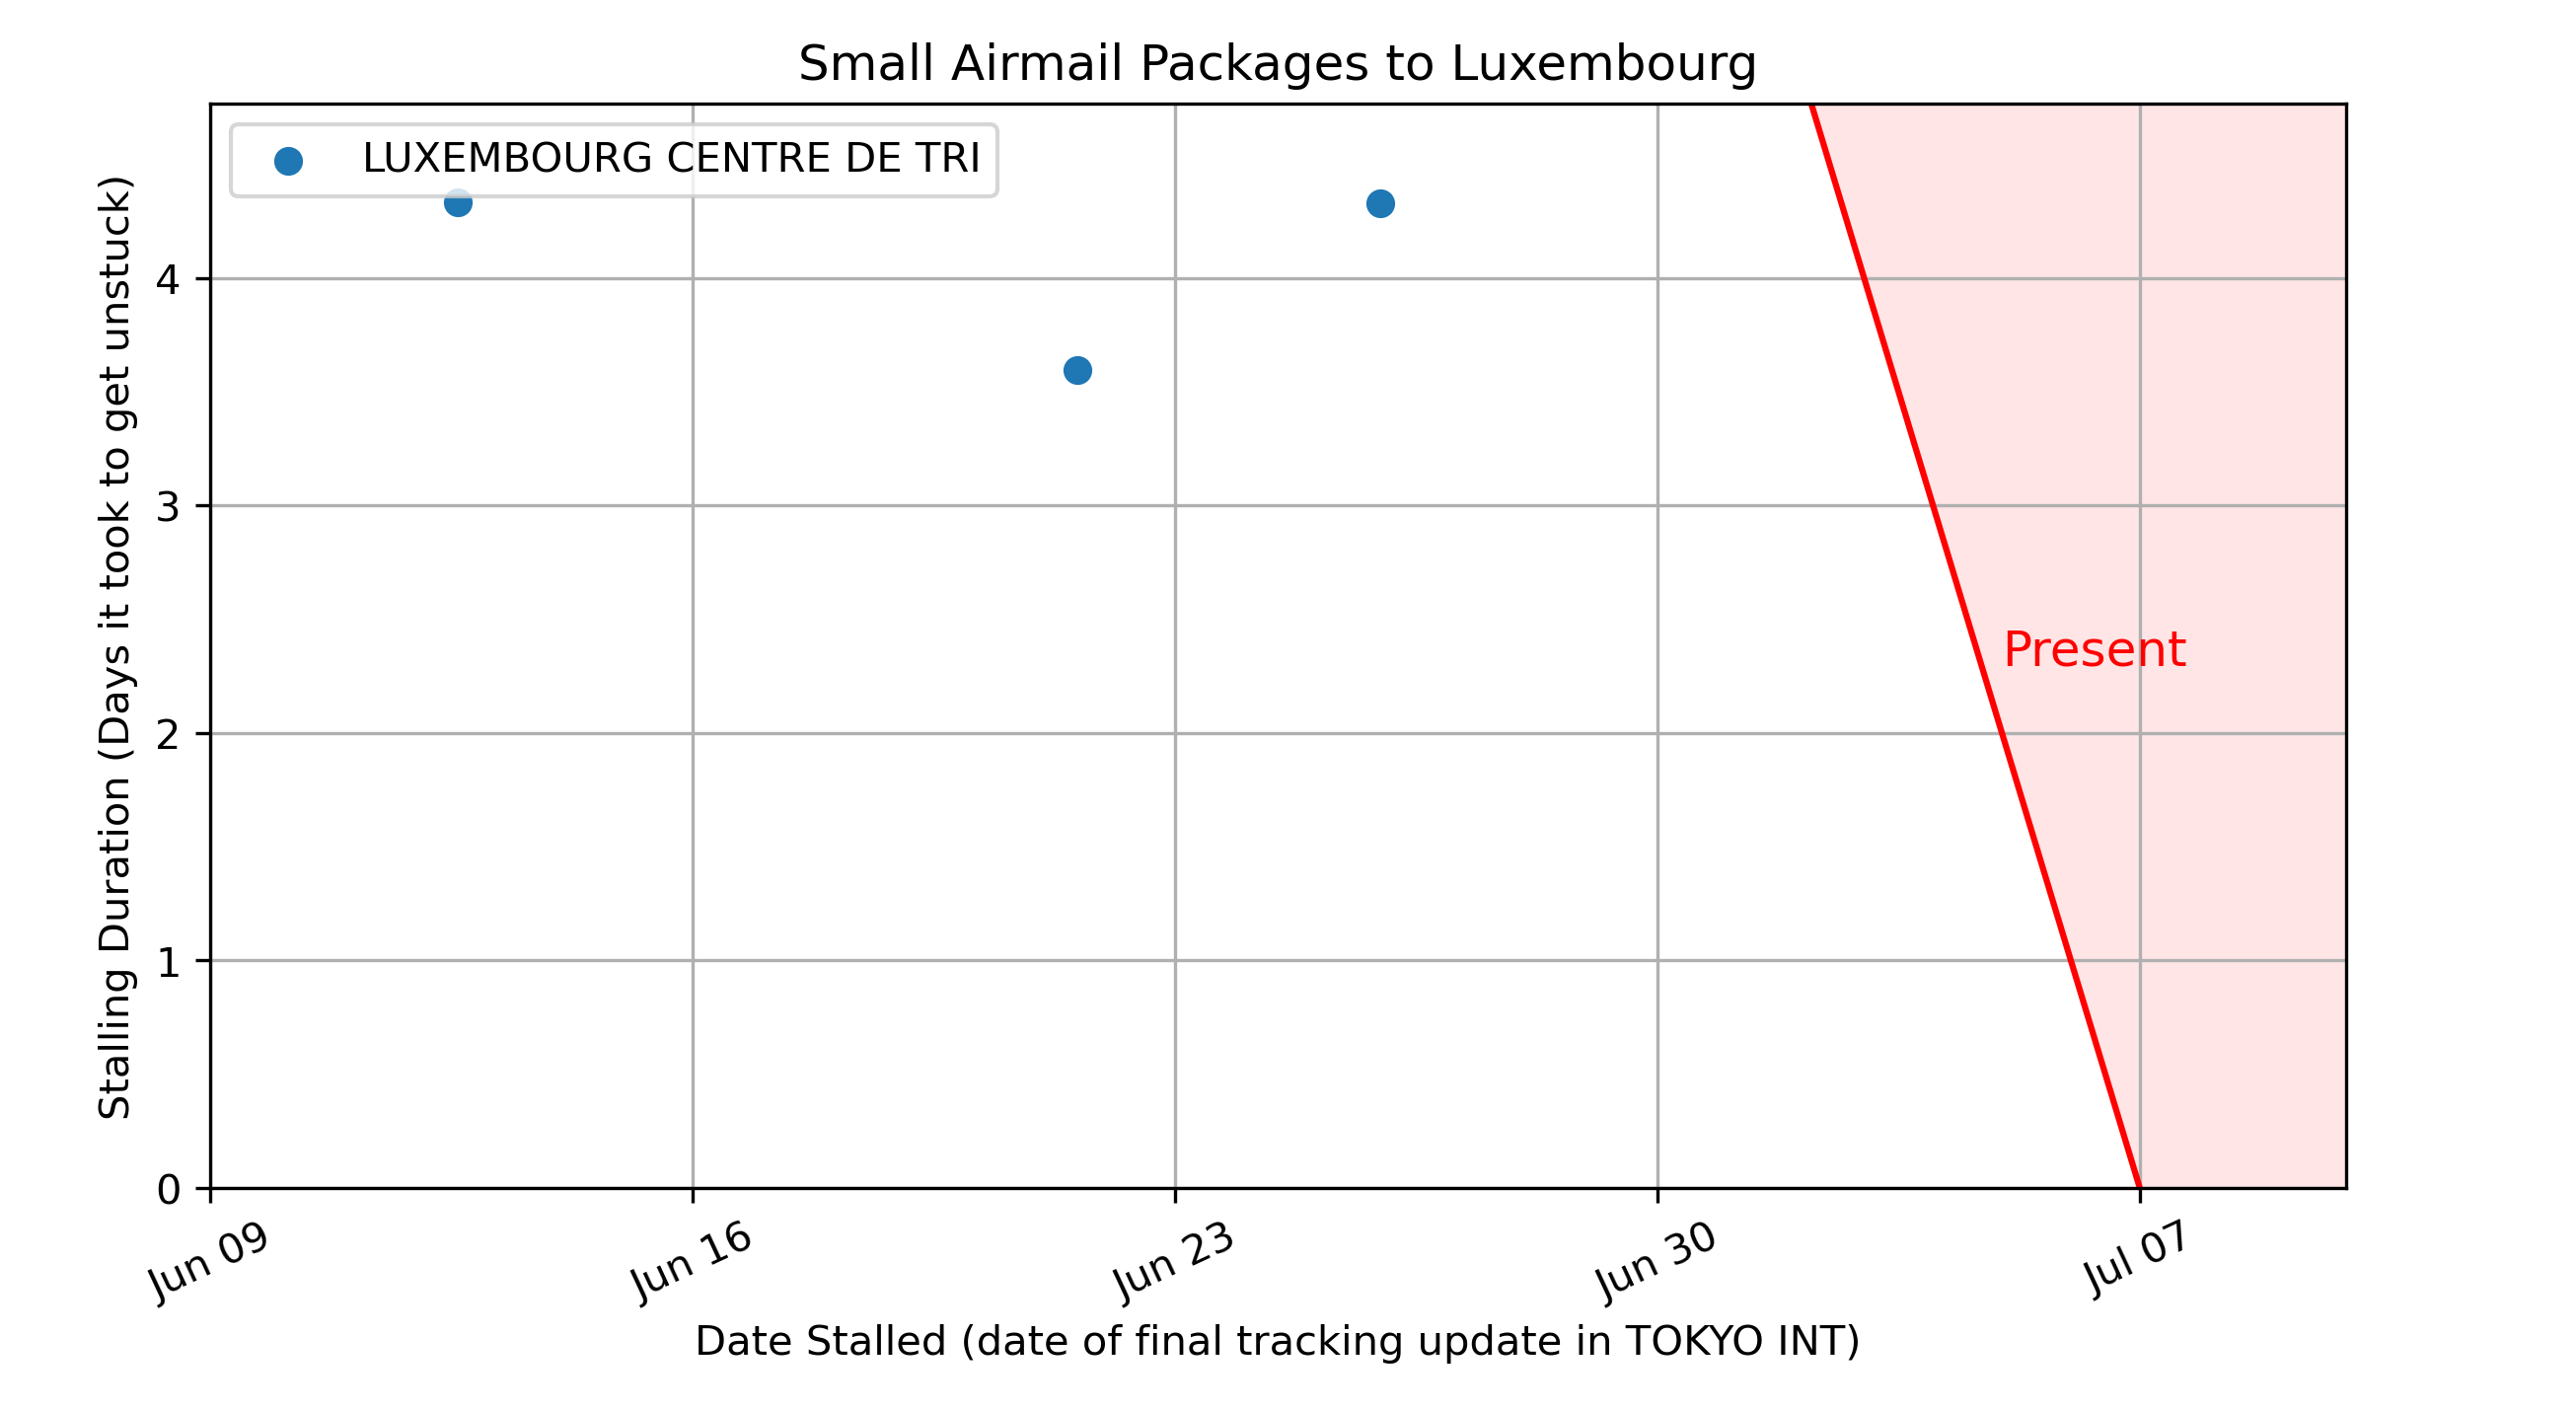 Small Airmail Packages to Luxembourg
LUXEMBOURG CENTRE DE TRI
Stalling Duration (Days it took to get unstuck)
4
3
2
1
0
Present
Jun 09
Jun 16
Jun 23
Jun 30
Jul 07
Date Stalled (date of final tracking update in TOKYO INT)